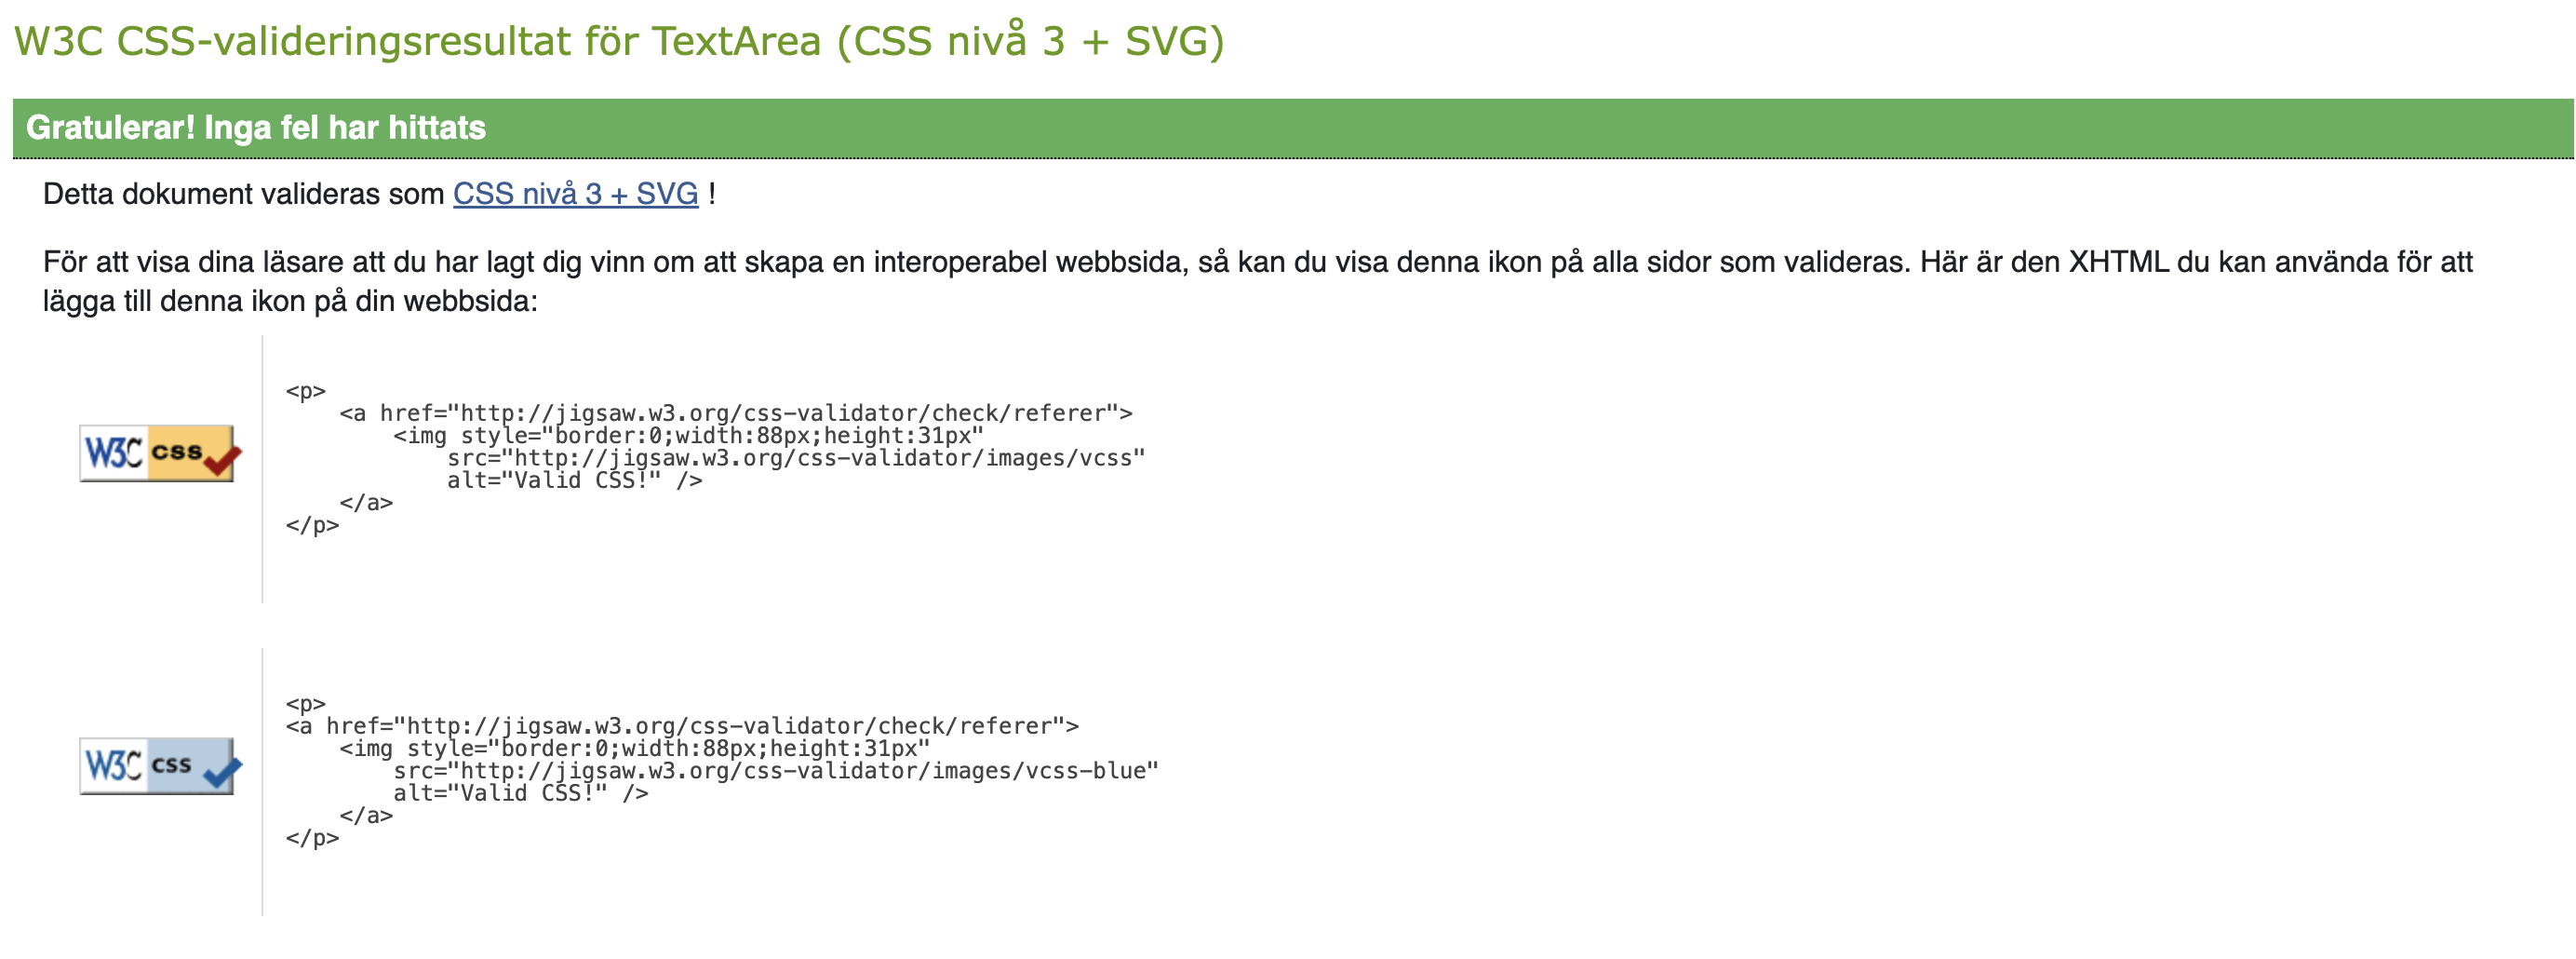 W3C CSS-valideringsresultat för TextArea (CSS nivå 3 + SVG)
Gratulerar! Inga fel har hittats
Detta dokument valideras som CSS nivå 3 + SVG !
För att visa dina läsare att du har lagt dig vinn om att skapa en interoperabel webbsida, så kan du visa denna ikon på alla sidor som valideras. Här är den XHTML du kan använda för att
lägga till denna ikon på din webbsida:
W3C css
<p>
    <a href="http://jigsaw.w3.org/css-validator/check/referer">
        <img style="border:0;width:88px;height:31px"
            src="http://jigsaw.w3.org/css-validator/images/vcss"
            alt="Valid CSS!" />
    </a>
</p>
W3C css
<p>
<a href="http://jigsaw.w3.org/css-validator/check/referer">
    <img style="border:0;width:88px;height:31px"
        src="http://jigsaw.w3.org/css-validator/images/vcss-blue"
        alt="Valid CSS!" />
    </a>
</p>